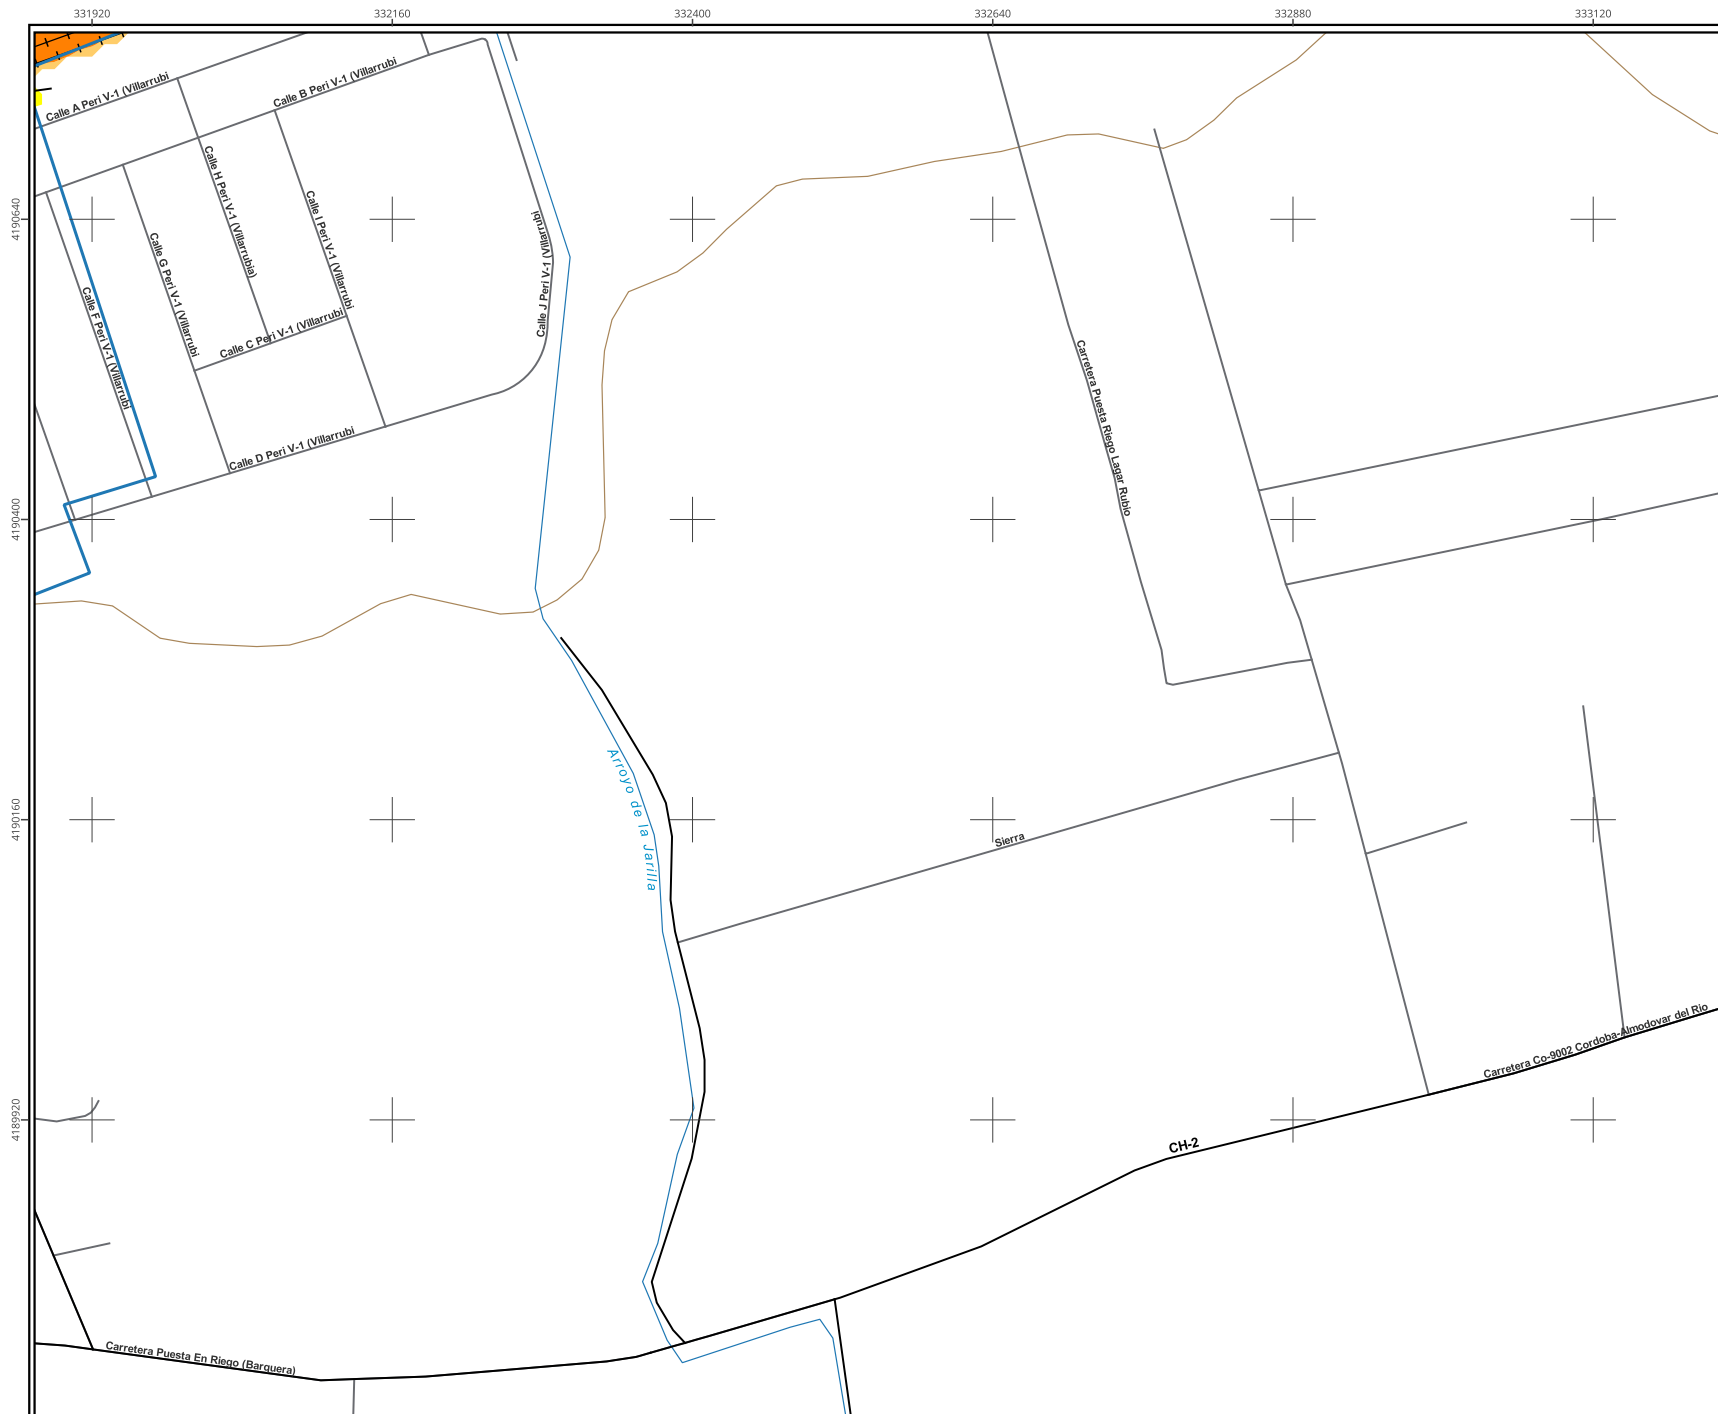 331920
332160
332400
332640
332880
333120
Calle A Peri V-1 (Villarrubi
Calle B Peri V-1 (Villarrubi
Calle H Peri V-1 (Villarrubia)
Calle I Peri V-1 (Villarrubi
Calle J Peri V-1 (Villarrubi
4190640
Calle G Peri V-1 (Villarrubi
Calle F Peri V-1 (Villarrubi
Calle C Peri V-1 (Villarrubi
Carretera Puesta Riego Lagar Rubio
Calle D Peri V-1 (Villarrubi
4190400
Arroyo de la Jarilla
4190160
Sierra
Carretera Co-9002 Cordoba-Almodovar del Rio
4189920
CH-2
Carretera Puesta En Riego (Barquera)